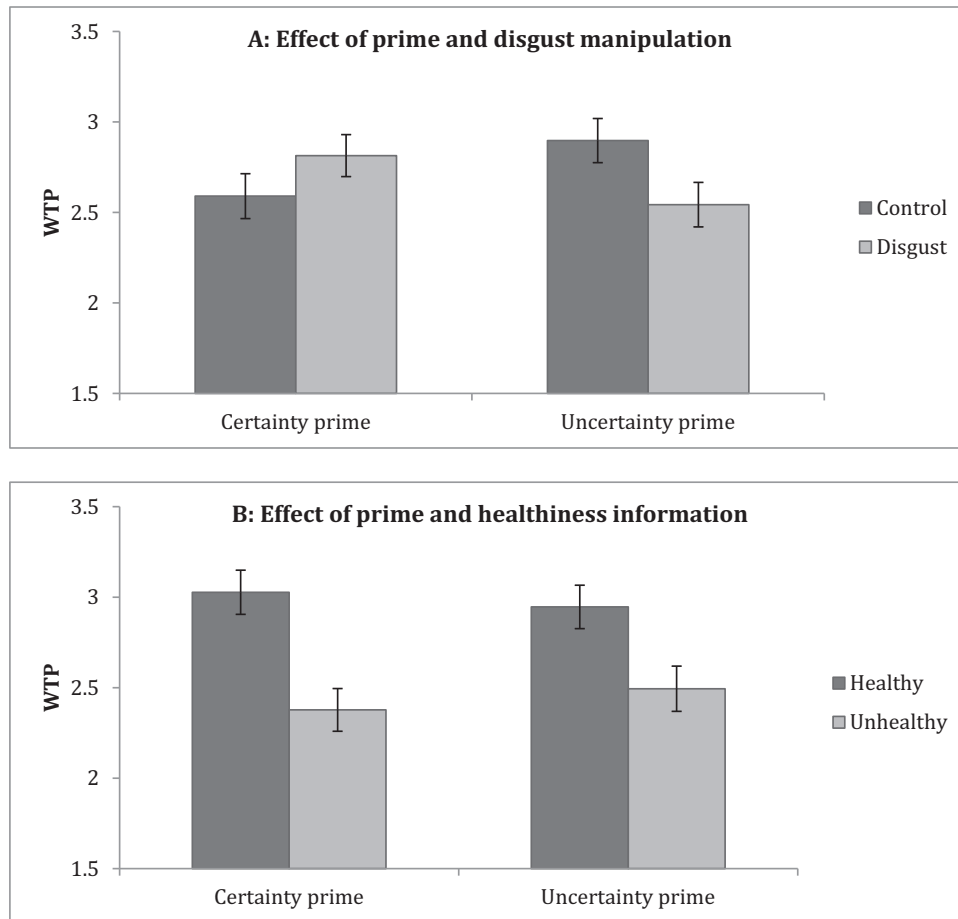 A: Effect of prime and disgust manipulation
3.5
3
2.5
2
1.5
WTP
Certainty prime
Uncertainty prime
Control
Disgust
B: Effect of prime and healthiness information
3.5
3
2.5
2
1.5
WTP
Certainty prime
Uncertainty prime
Healthy
Unhealthy